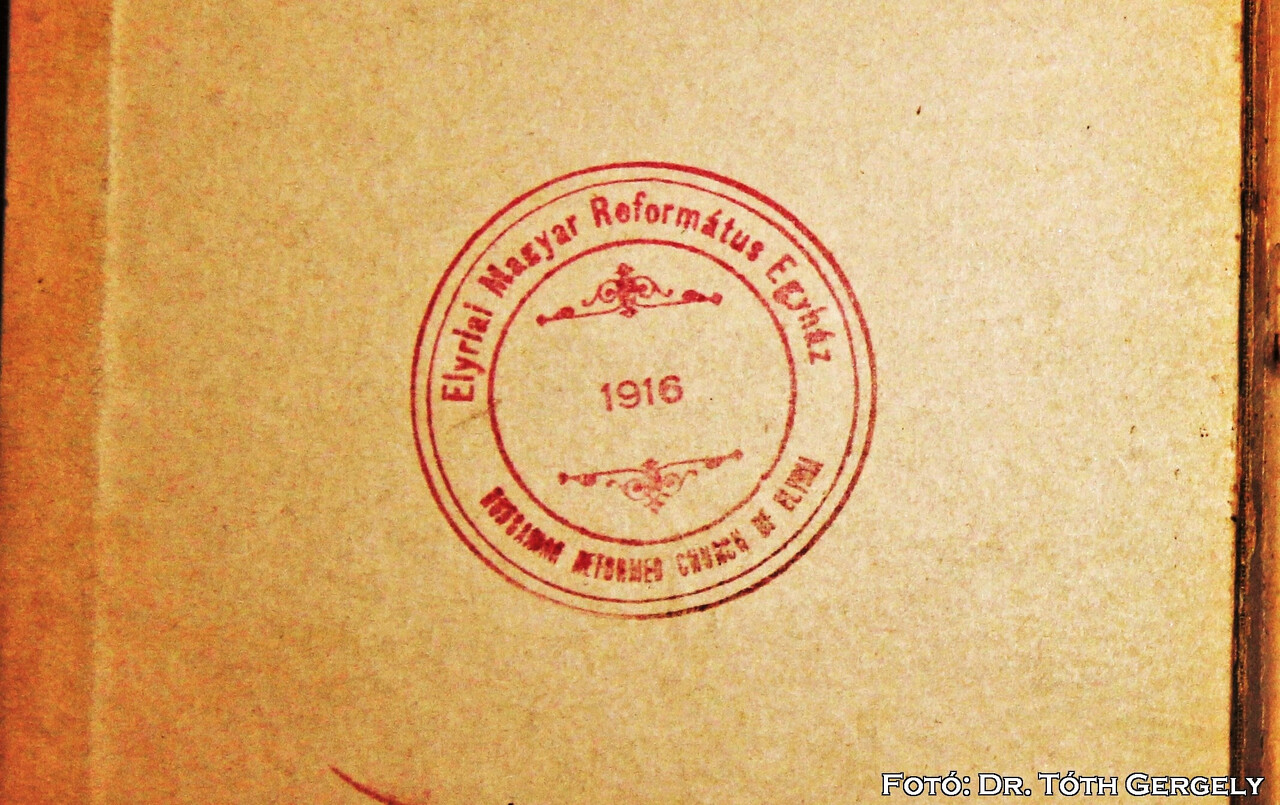 Elyriai Magyar Református Egyház
1916
HUNGARIAN REFORMED CHURCH OF ELYRIA
Fotó: Dr. Tóth Gergely